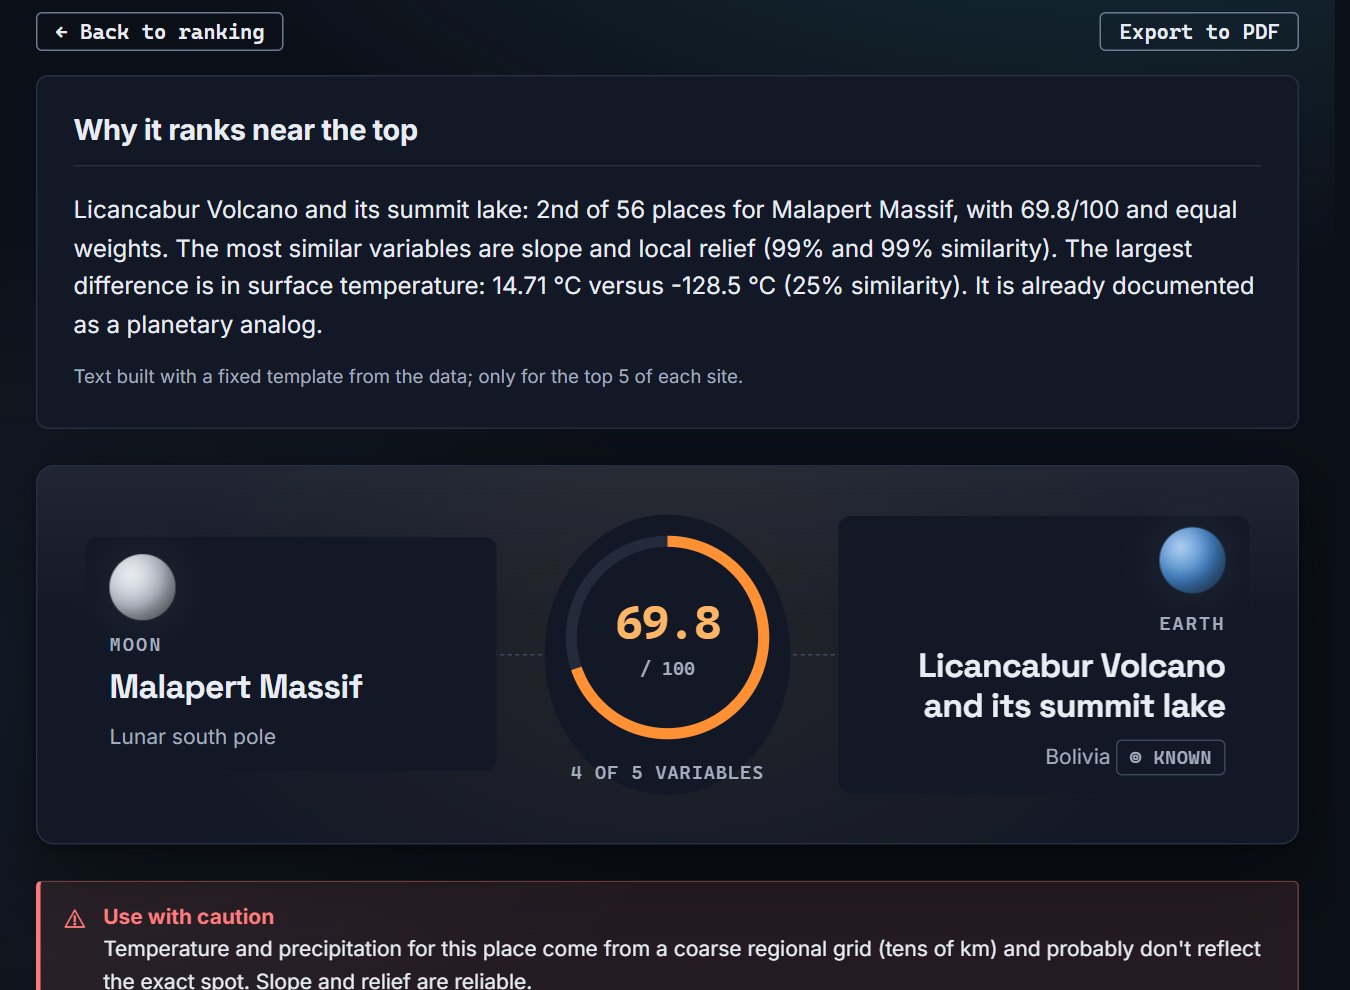 ← Back to ranking
Export to PDF
Why it ranks near the top
Licancabur Volcano and its summit lake: 2nd of 56 places for Malapert Massif, with 69.8/100 and equal
weights. The most similar variables are slope and local relief (99% and 99% similarity). The largest
difference is in surface temperature: 14.71 °C versus -128.5 °C (25% similarity). It is already documented
as a planetary analog.
Text built with a fixed template from the data; only for the top 5 of each site.
MOON
Malapert Massif
Lunar south pole
69.8
/ 100
4 OF 5 VARIABLES
EARTH
Licancabur Volcano
and its summit lake
Bolivia ◎ KNOWN
⚠ Use with caution
Temperature and precipitation for this place come from a coarse regional grid (tens of km) and probably don't reflect
the exact spot. Slope and relief are reliable.